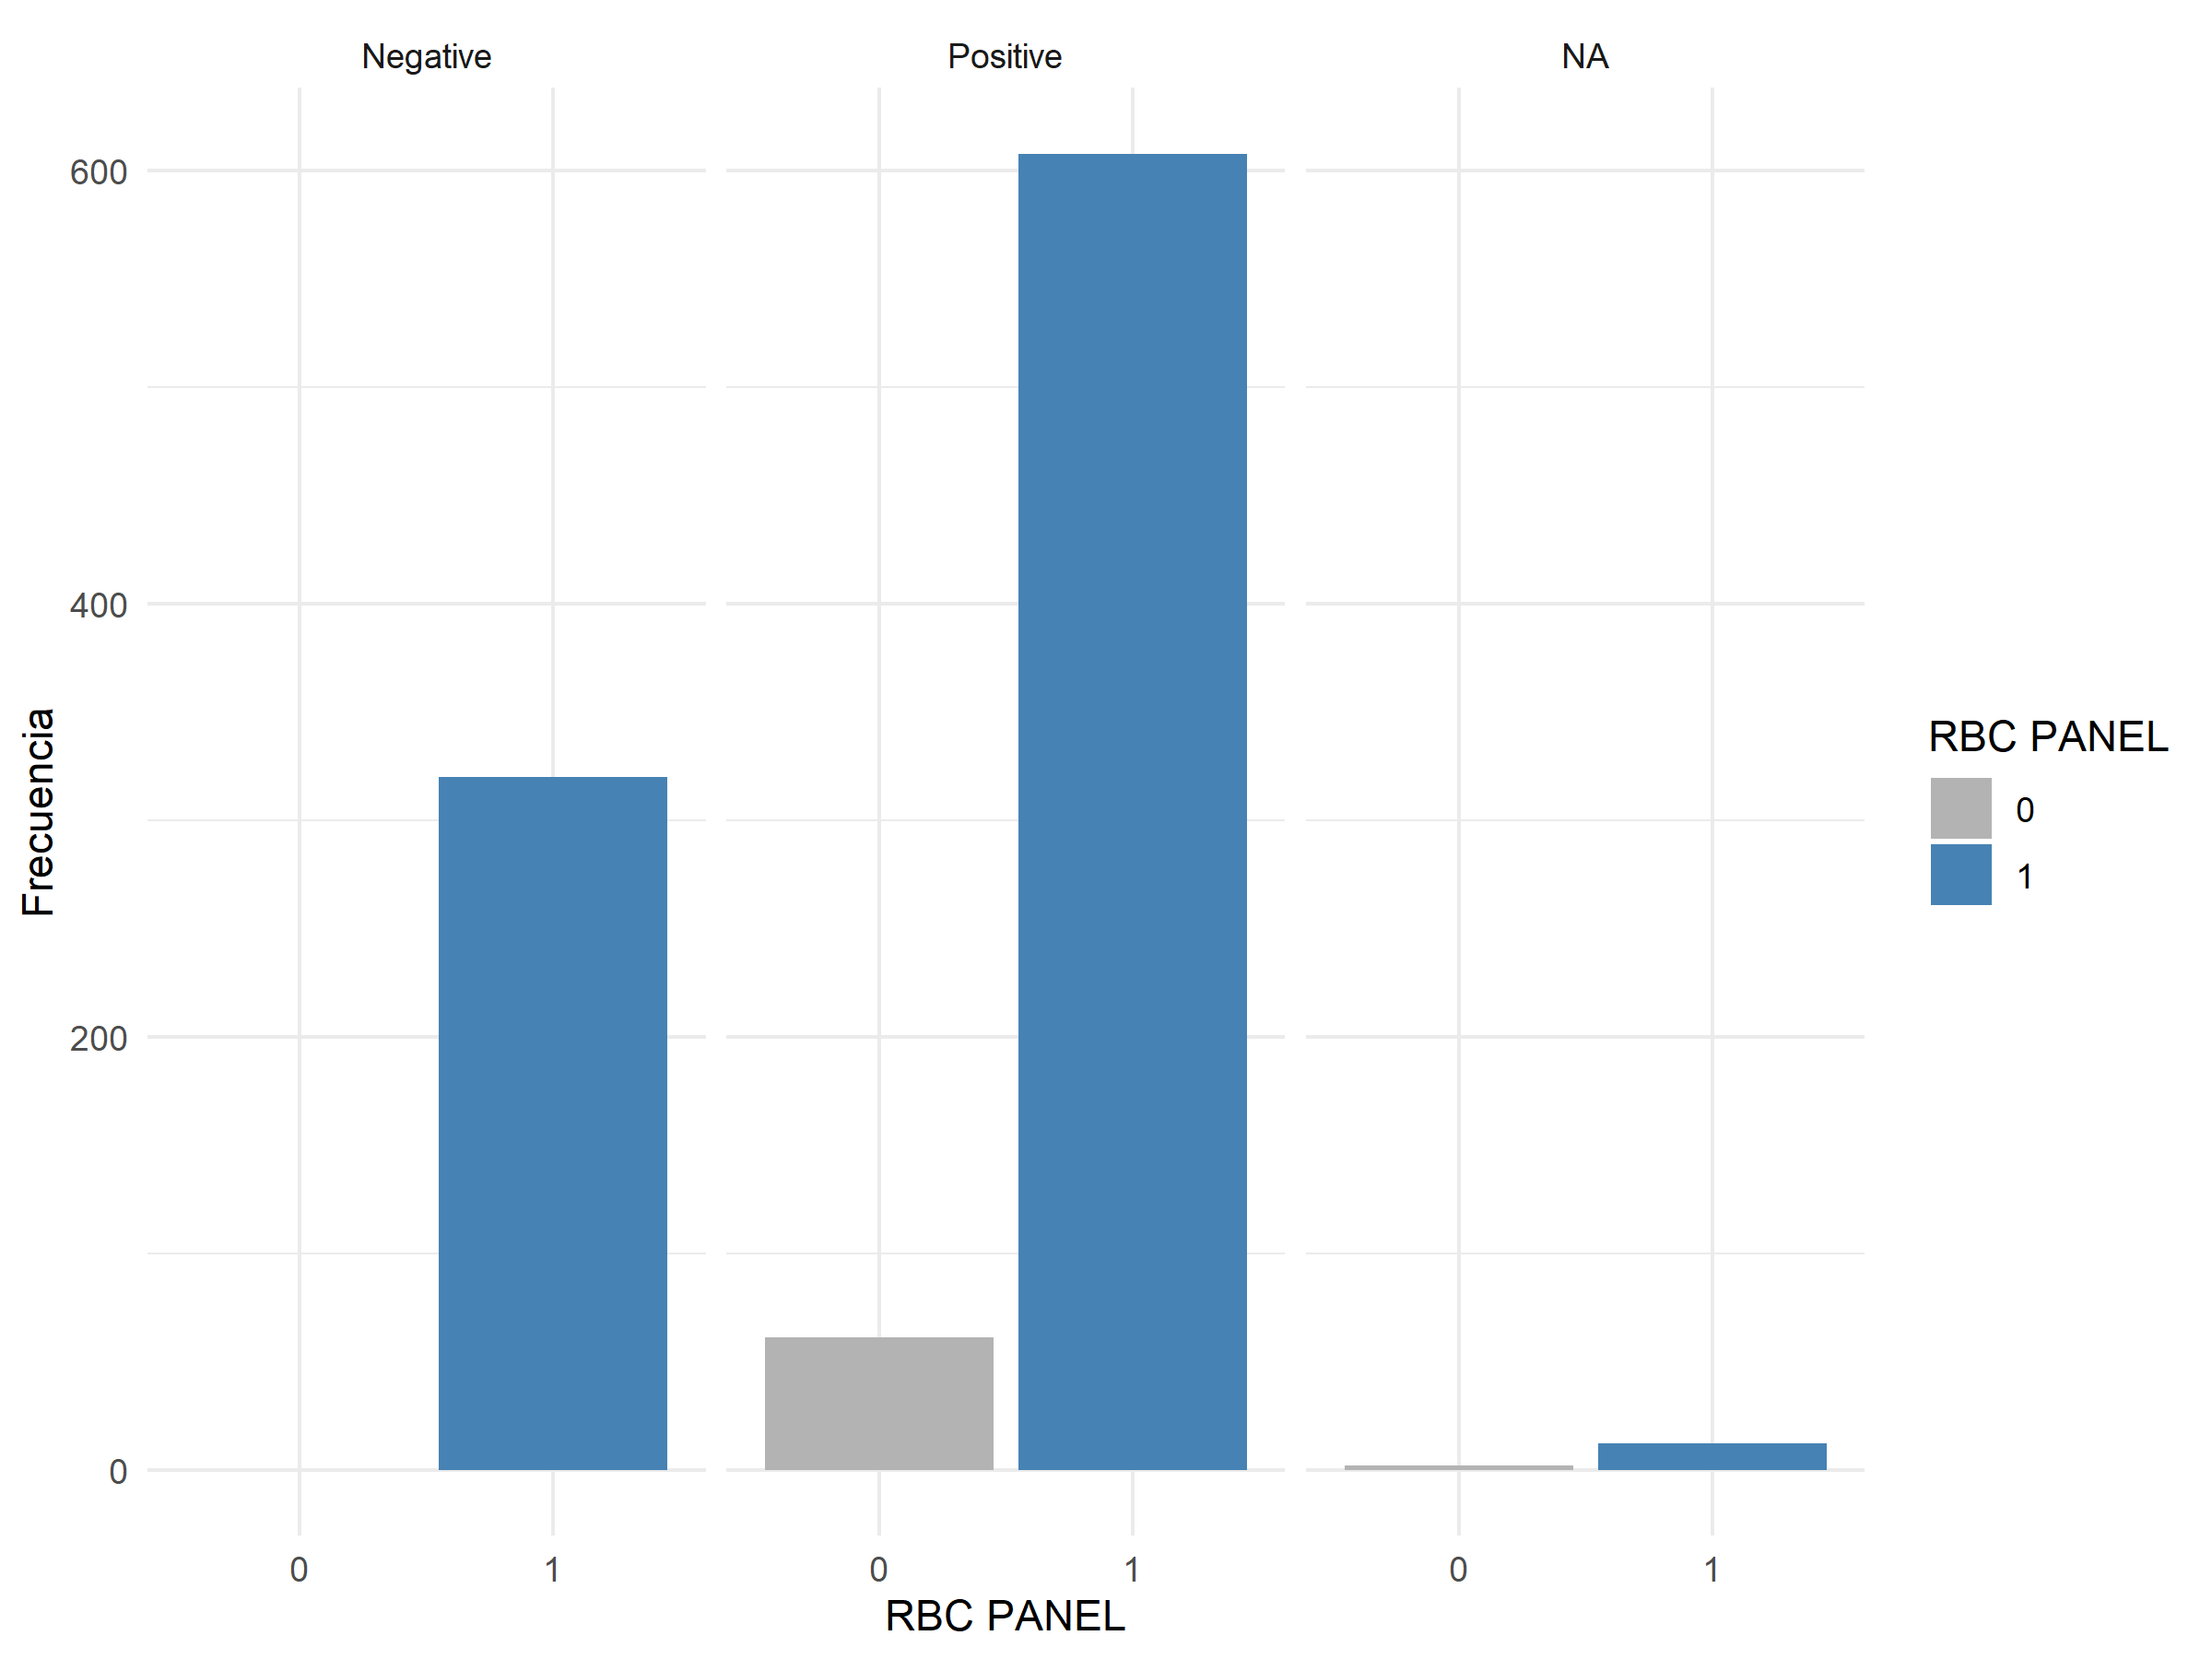 Negative Positive NA
600
400
200
0
Frecuencia
0 1 0 1 0 1
RBC PANEL
RBC PANEL
0
1